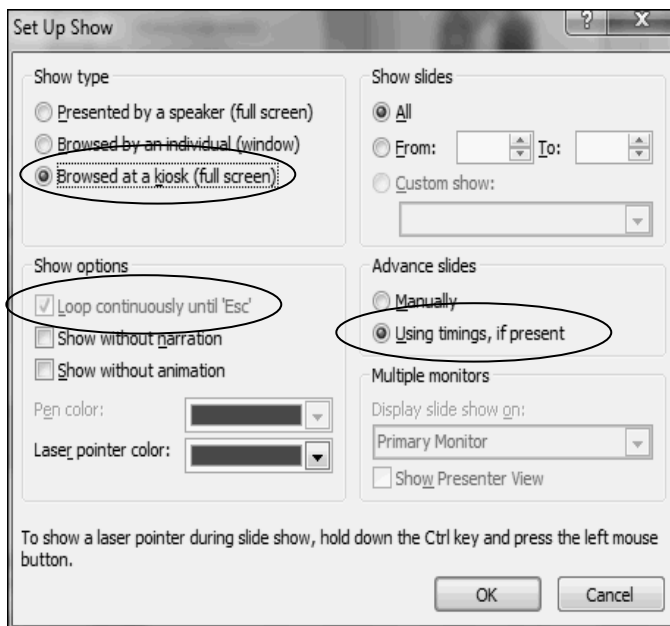 Set Up Show
?
X
Show type
Presented by a speaker (full screen)
Browsed by an individual (window)
Browsed at a kiosk (full screen)
Show slides
All
From: To:
Custom show:
Show options
Loop continuously until 'Esc'
Show without narration
Show without animation
Pen color:
Laser pointer color:
Advance slides
Manually
Using timings, if present
Multiple monitors
Display slide show on:
Primary Monitor
Show Presenter View
To show a laser pointer during slide show, hold down the Ctrl key and press the left mouse
button.
OK
Cancel